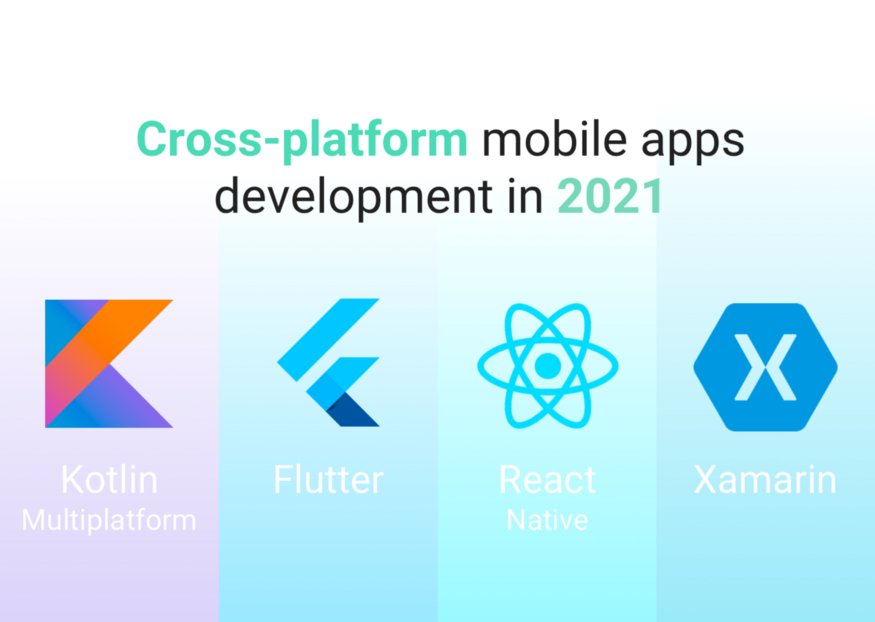 Cross-platform mobile apps
development in 2021
Kotlin
Multiplatform
Flutter
React
Native
Xamarin